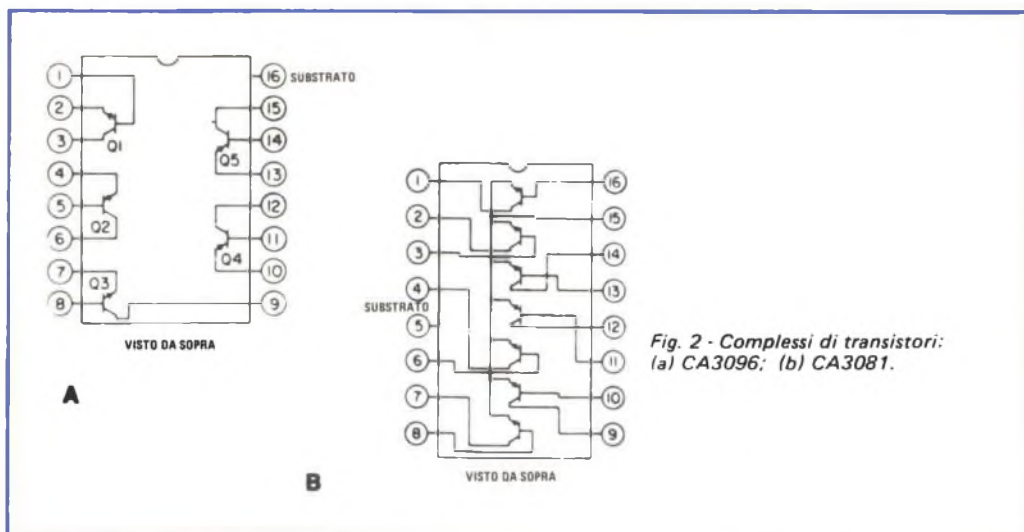 1
16 SUBSTRATO
2
15
3
Q1
14
Q5
4
13
5
12
Q2
6
11
Q4
7
Q3
10
8
9
VISTO DA SOPRA
A
1
16
2
15
3
14
4
13
SUBSTRATO
5
12
6
11
7
10
8
9
VISTO DA SOPRA
B
Fig. 2 - Complessi di transistori:
(a) CA3096; (b) CA3081.